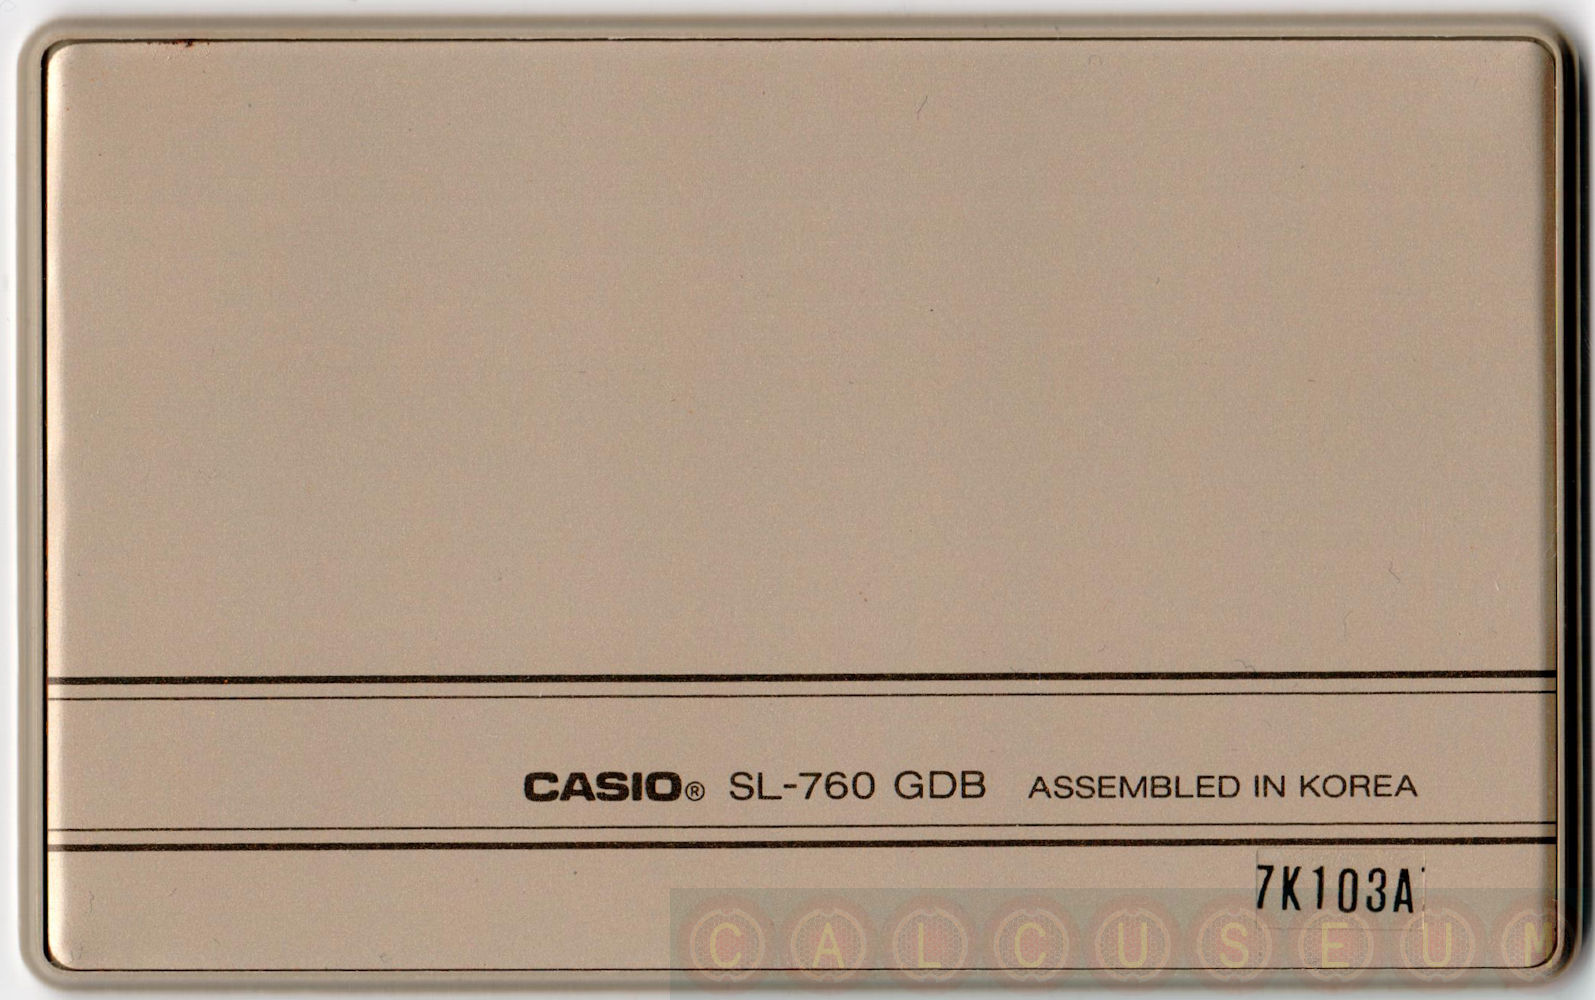 CASIO® SL-760 GDB ASSEMBLED IN KOREA
7K103A
CALCUSEUM